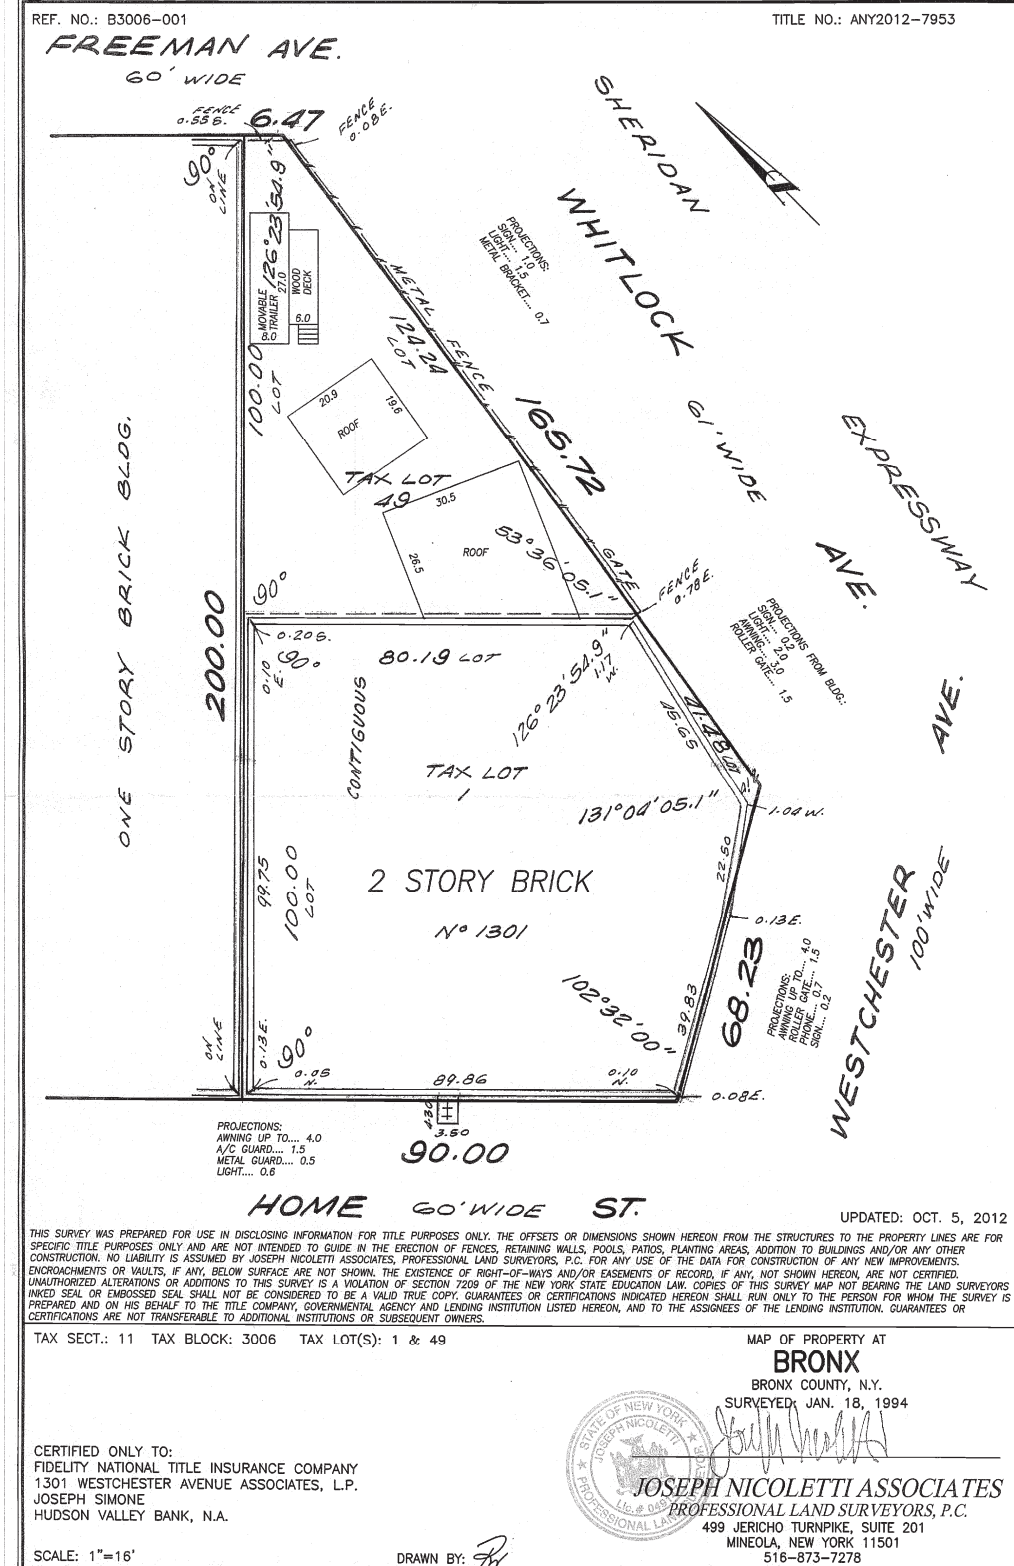 REF. NO.: B3006-001
TITLE NO.: ANY2012-7953
FREEMAN AVE.
60' WIDE
FENCE
0.55S.
6.47
FENCE
0.08E.
90°
ON
LINE
126°23'54.9"
MOVABLE
TRAILER
27.0
8.0
WOOD
DECK
6.0
100.00
LOT
METAL FENCE
124.24
LOT
165.72
SHERIDAN
EXPRESSWAY
WHITLOCK
AVE.
61' WIDE
PROJECTIONS:
SIGN.... 1.0
LIGHT.... 1.5
METAL BRACKET.... 0.7
20.9
19.6
ROOF
TAX LOT
49
30.5
26.5
ROOF
53°36'05.1"
GATE
FENCE
0.78E.
ONE STORY BRICK BLDG.
200.00
90°
0.20S.
0.10
E.
90°
80.19 LOT
126°23'54.9"
1.17
W.
PROJECTIONS FROM BLDG.:
SIGN.... 0.2
LIGHT.... 2.0
AWNING.... 3.0
ROLLER GATE.... 1.5
CONTIGUOUS
45.65
41.48 LOT
TAX LOT
1
131°04'05.1"
1.04 W.
22.50
99.75
100.00
LOT
2 STORY BRICK
Nº 1301
0.13E.
68.23
39.83
102°32'00"
PROJECTIONS:
AWNING UP TO.... 4.0
ROLLER GATE.... 1.5
PHONE.... 0.7
SIGN.... 0.2
WESTCHESTER AVE.
100' WIDE
ON
LINE
0.13E.
90°
0.05
N.
89.86
0.10
N.
0.08E.
4.30
3.50
90.00
PROJECTIONS:
AWNING UP TO.... 4.0
A/C GUARD.... 1.5
METAL GUARD.... 0.5
LIGHT.... 0.6
HOME 60' WIDE ST.
UPDATED: OCT. 5, 2012
THIS SURVEY WAS PREPARED FOR USE IN DISCLOSING INFORMATION FOR TITLE PURPOSES ONLY. THE OFFSETS OR DIMENSIONS SHOWN HEREON FROM THE STRUCTURES TO THE PROPERTY LINES ARE FOR
SPECIFIC TITLE PURPOSES ONLY AND ARE NOT INTENDED TO GUIDE IN THE ERECTION OF FENCES, RETAINING WALLS, POOLS, PATIOS, PLANTING AREAS, ADDITION TO BUILDINGS AND/OR ANY OTHER
CONSTRUCTION. NO LIABILITY IS ASSUMED BY JOSEPH NICOLETTI ASSOCIATES, PROFESSIONAL LAND SURVEYORS, P.C. FOR ANY USE OF THE DATA FOR CONSTRUCTION OF ANY NEW IMPROVEMENTS.
ENCROACHMENTS OR VAULTS, IF ANY, BELOW SURFACE ARE NOT SHOWN. THE EXISTENCE OF RIGHT-OF-WAYS AND/OR EASEMENTS OF RECORD, IF ANY, NOT SHOWN HEREON, ARE NOT CERTIFIED.
UNAUTHORIZED ALTERATIONS OR ADDITIONS TO THIS SURVEY IS A VIOLATION OF SECTION 7209 OF THE NEW YORK STATE EDUCATION LAW. COPIES OF THIS SURVEY MAP NOT BEARING THE LAND SURVEYORS
INKED SEAL OR EMBOSSED SEAL SHALL NOT BE CONSIDERED TO BE A VALID TRUE COPY. GUARANTEES OR CERTIFICATIONS INDICATED HEREON SHALL RUN ONLY TO THE PERSON FOR WHOM THE SURVEY IS
PREPARED AND ON HIS BEHALF TO THE TITLE COMPANY, GOVERNMENTAL AGENCY AND LENDING INSTITUTION LISTED HEREON, AND TO THE ASSIGNEES OF THE LENDING INSTITUTION. GUARANTEES OR
CERTIFICATIONS ARE NOT TRANSFERABLE TO ADDITIONAL INSTITUTIONS OR SUBSEQUENT OWNERS.
TAX SECT.: 11 TAX BLOCK: 3006 TAX LOT(S): 1 & 49
MAP OF PROPERTY AT
BRONX
BRONX COUNTY, N.Y.
SURVEYED: JAN. 18, 1994
STATE OF NEW YORK
JOSEPH NICOLETTI
PROFESSIONAL LAND
CERTIFIED ONLY TO:
FIDELITY NATIONAL TITLE INSURANCE COMPANY
1301 WESTCHESTER AVENUE ASSOCIATES, L.P.
JOSEPH SIMONE
HUDSON VALLEY BANK, N.A.
JOSEPH NICOLETTI ASSOCIATES
PROFESSIONAL LAND SURVEYORS, P.C.
499 JERICHO TURNPIKE, SUITE 201
MINEOLA, NEW YORK 11501
516-873-7278
SCALE: 1"=16'
DRAWN BY: